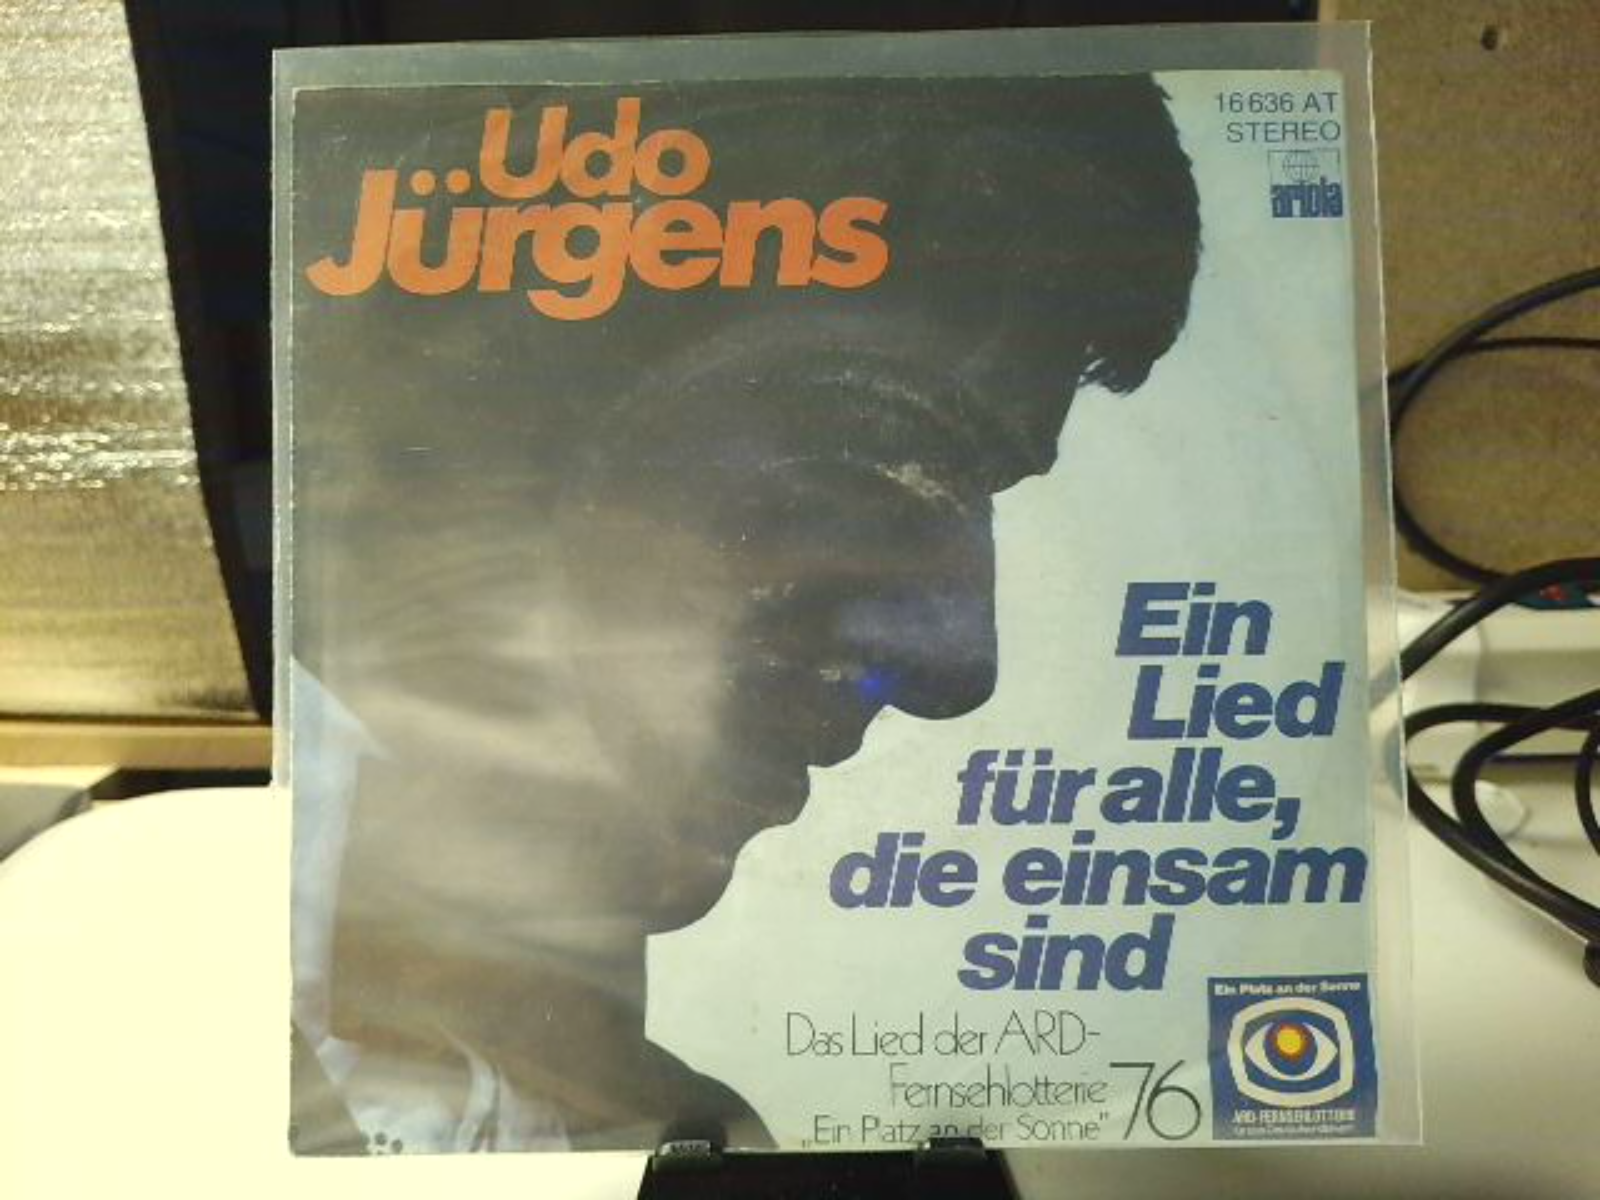 Udo
Jürgens
16 636 AT
STEREO
ariola
Ein
Lied
für alle,
die einsam
sind
Das Lied der ARD-
Fernsehlotterie 76
„Ein Platz an der Sonne“
Ein Platz an der Sonne
ARD-FERNSEHLOTTERIE